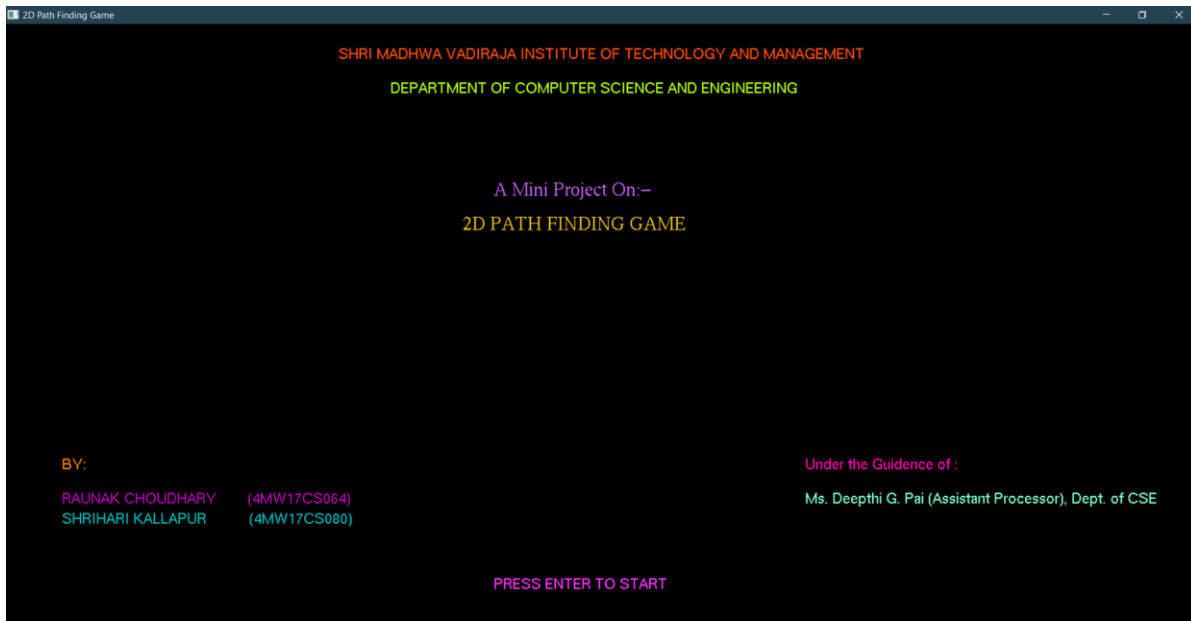 2D Path Finding Game
SHRI MADHWA VADIRAJA INSTITUTE OF TECHNOLOGY AND MANAGEMENT
DEPARTMENT OF COMPUTER SCIENCE AND ENGINEERING
A Mini Project On:-
2D PATH FINDING GAME
BY:
RAUNAK CHOUDHARY (4MW17CS064)
SHRIHARI KALLAPUR (4MW17CS080)
Under the Guidence of :
Ms. Deepthi G. Pai (Assistant Processor), Dept. of CSE
PRESS ENTER TO START